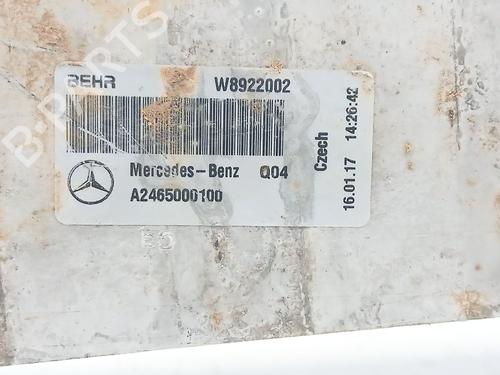 B-PARTS
BEHR W8922002
Mercedes-Benz Q04
A2465000100
Czech
16.01.17 14:26:42